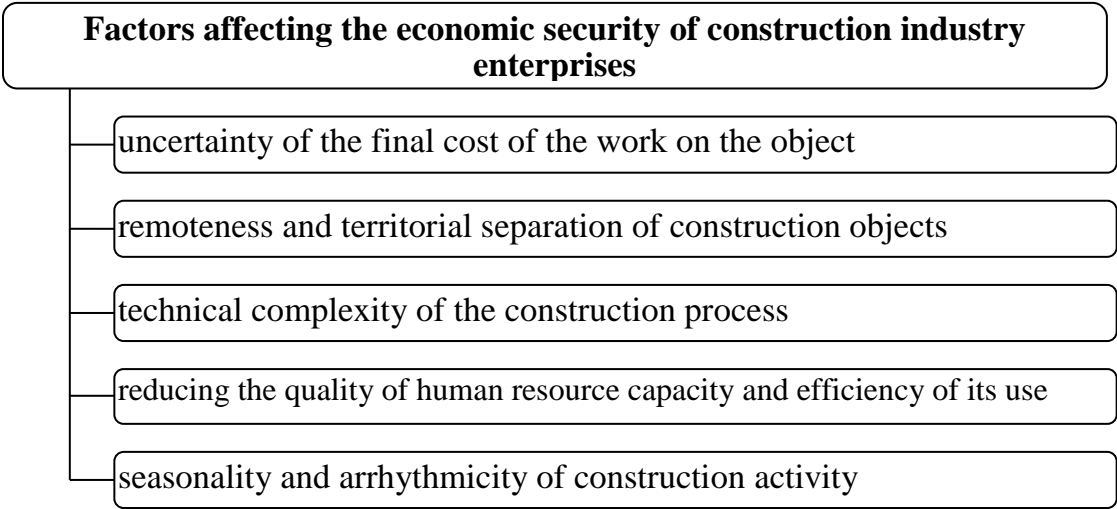 Factors affecting the economic security of construction industry
enterprises
uncertainty of the final cost of the work on the object
remoteness and territorial separation of construction objects
technical complexity of the construction process
reducing the quality of human resource capacity and efficiency of its use
seasonality and arrhythmicity of construction activity